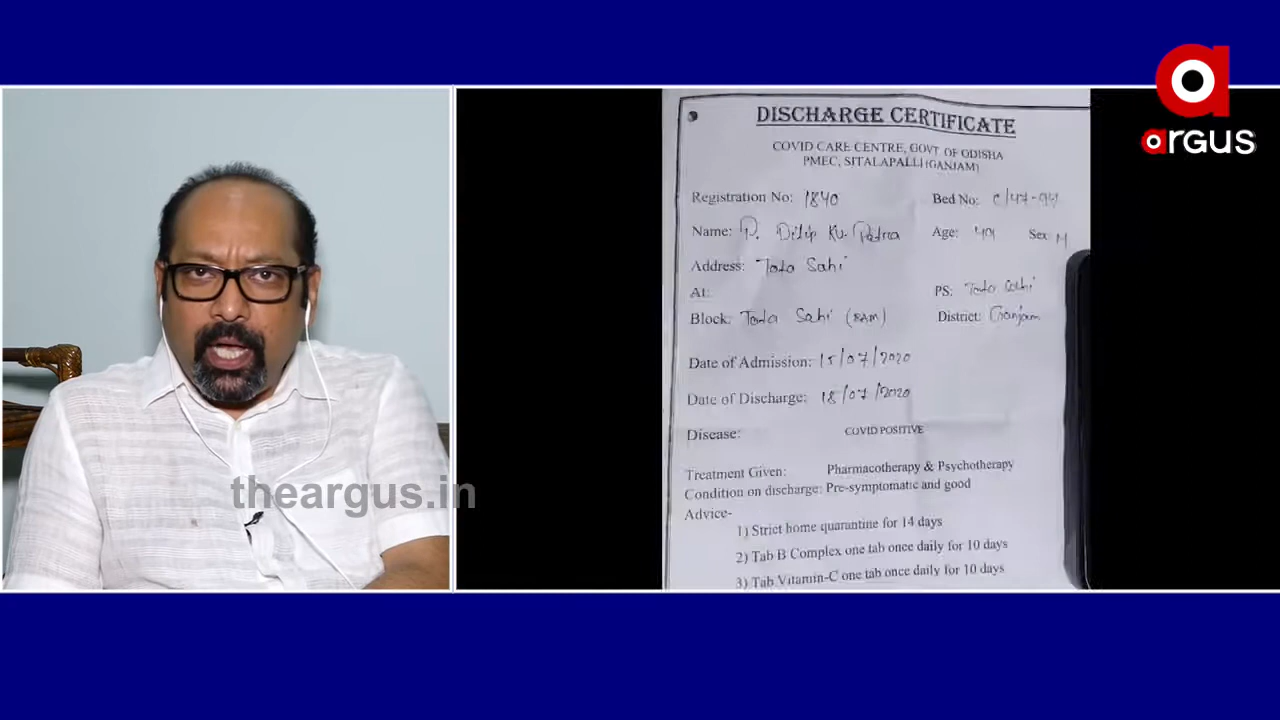 argus
theargus.in
DISCHARGE CERTIFICATE
COVID CARE CENTRE, GOVT OF ODISHA
PMEC, SITALAPALLI (GANJAM)
Registration No: 1840 Bed No: C/47-94
Name: P. Dilip Ku. Patra Age: 49 Sex M
Address: Tota Sahi
At: PS: Tota Sahi
Block: Tota Sahi (BAM) District: Ganjam
Date of Admission: 15/07/2020
Date of Discharge: 18/07/2020
Disease: COVID POSITIVE
Treatment Given: Pharmacotherapy & Psychotherapy
Condition on discharge: Pre-symptomatic and good
Advice-
1) Strict home quarantine for 14 days
2) Tab B Complex one tab once daily for 10 days
3) Tab Vitamin-C one tab once daily for 10 days